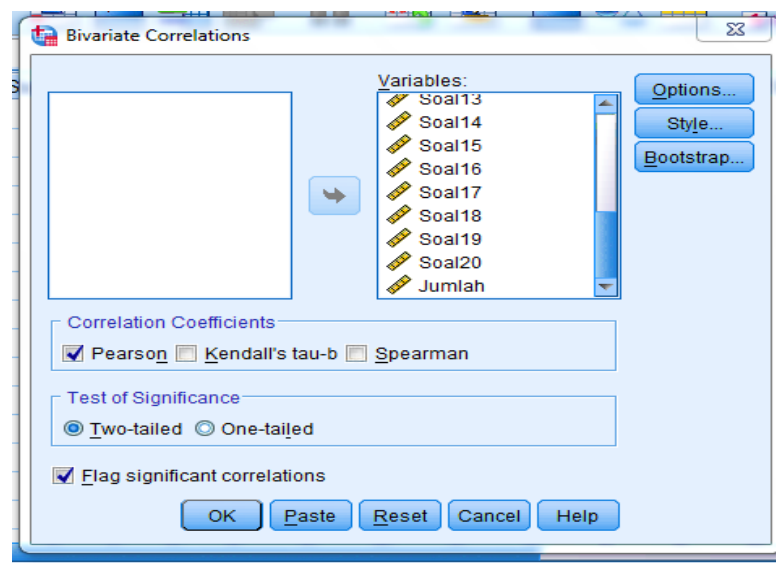 Bivariate Correlations
Variables:
Soal13
Soal14
Soal15
Soal16
Soal17
Soal18
Soal19
Soal20
Jumlah
Options...
Style...
Bootstrap...
Correlation Coefficients
Pearson Kendall's tau-b Spearman
Test of Significance
Two-tailed One-tailed
Flag significant correlations
OK Paste Reset Cancel Help